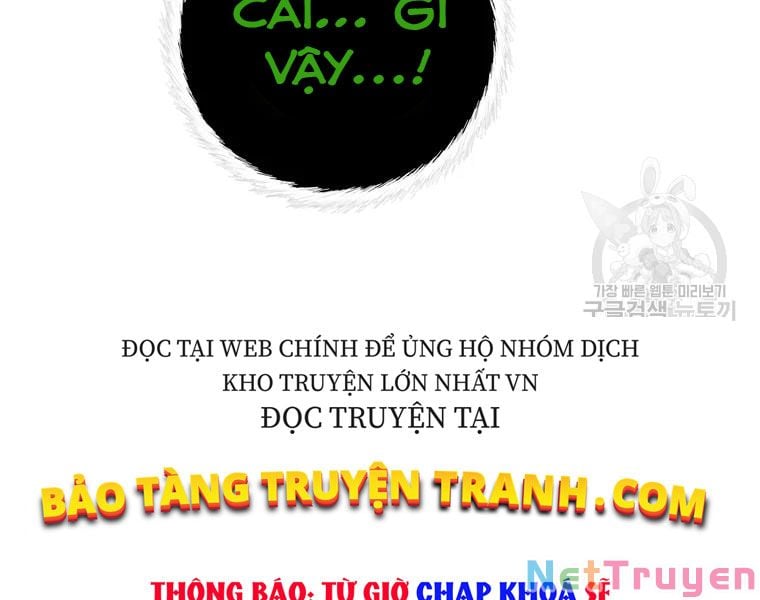 CÁI... GÌ
VẬY...!
가장 빠른 웹툰 미리보기
구글검색 뉴토끼
ĐỌC TẠI WEB CHÍNH ĐỂ ỦNG HỘ NHÓM DỊCH
KHO TRUYỆN LỚN NHẤT VN
ĐỌC TRUYỆN TẠI
BẢO TÀNG TRUYỆN TRANH.COM
NetTruyen
THÔNG BÁO: TỪ GIỜ CHAP KHOÁ SẼ